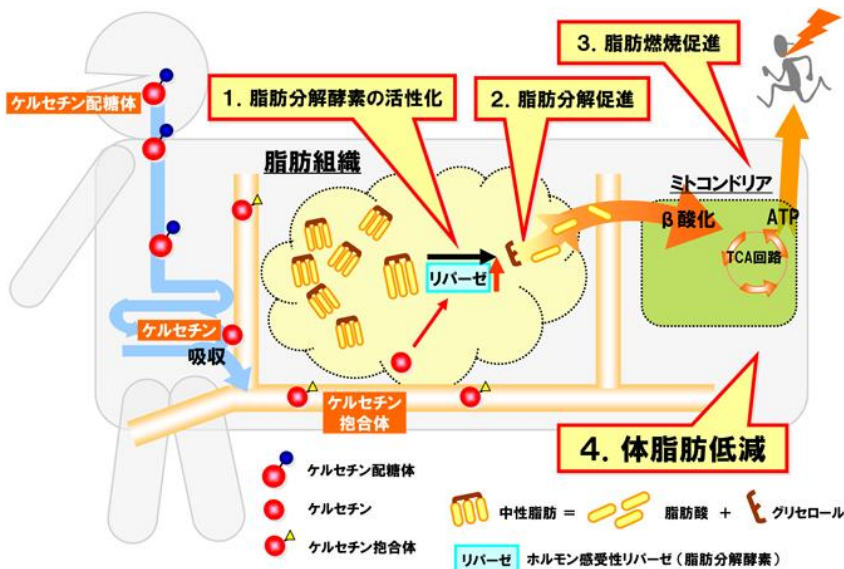 3. 脂肪燃焼促進
1. 脂肪分解酵素の活性化
2. 脂肪分解促進
ケルセチン配糖体
脂肪組織
ミトコンドリア
β酸化
ATP
TCA回路
リパーゼ
ケルセチン
吸収
ケルセチン
抱合体
4. 体脂肪低減
ケルセチン配糖体
ケルセチン
ケルセチン抱合体
中性脂肪 = 脂肪酸 + グリセロール
リパーゼ ホルモン感受性リパーゼ(脂肪分解酵素)